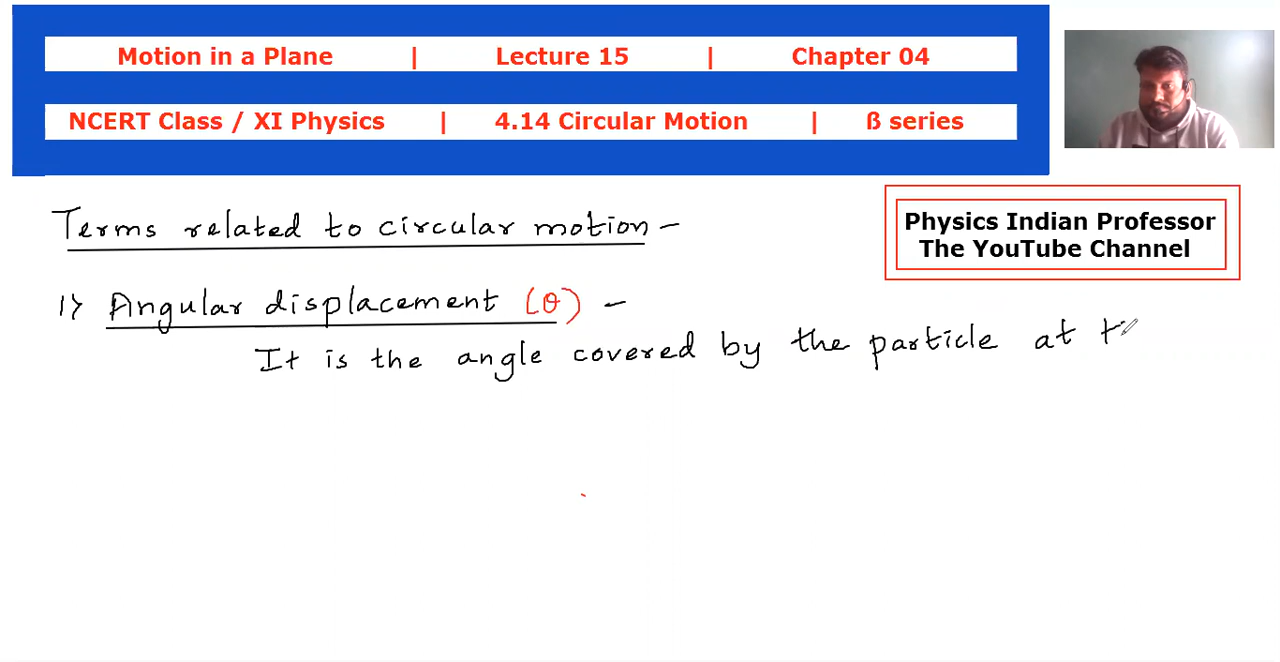 Motion in a Plane | Lecture 15 | Chapter 04
NCERT Class / XI Physics | 4.14 Circular Motion | ß series
Physics Indian Professor
The YouTube Channel
Terms related to circular motion –
1) Angular displacement (θ) –
It is the angle covered by the particle at